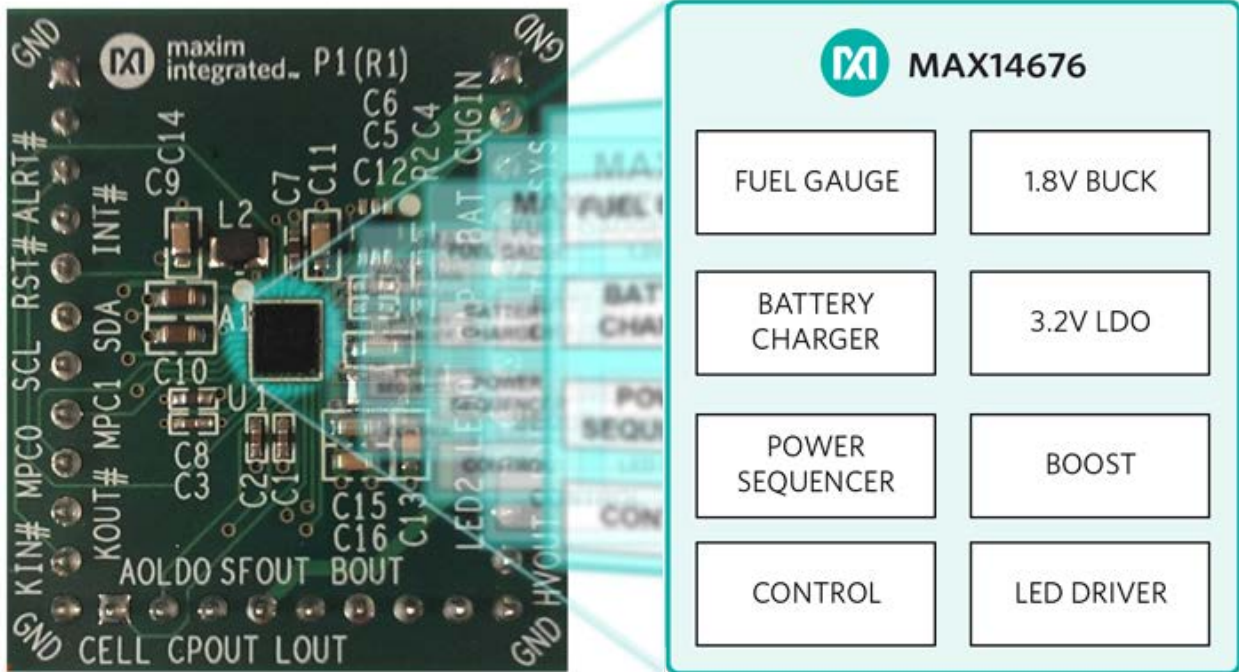 GND
maxim
integrated™ P1(R1)
GND
C6
C5
C12
R2 C4
CHGIN
SYS
BAT
C14
C9
L2
C7
C11
ALRT#
INT#
RST#
SDA
SCL
MPC1
MPC0
KOUT#
KIN#
A1
C10
U1
C8
C3
C2
C1
C15
C16
C13
LED2
HVOUT
AOLDO SFOUT BOUT
GND
CELL CPOUT LOUT
GND
MAX14676
FUEL GAUGE
1.8V BUCK
BATTERY
CHARGER
3.2V LDO
POWER
SEQUENCER
BOOST
CONTROL
LED DRIVER